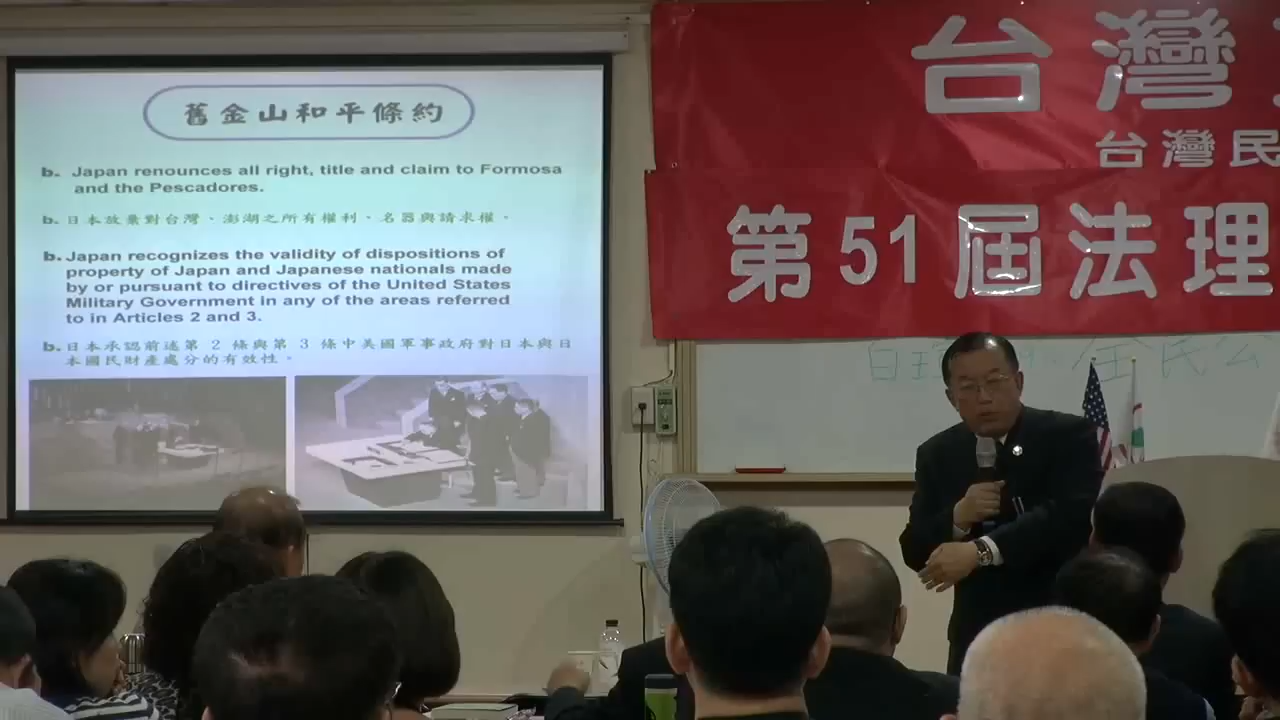 舊金山和平條約
b. Japan renounces all right, title and claim to Formosa
and the Pescadores.
b. 日本放棄對台灣、澎湖之所有權利、名器與請求權。
b. Japan recognizes the validity of dispositions of
property of Japan and Japanese nationals made
by or pursuant to directives of the United States
Military Government in any of the areas referred
to in Articles 2 and 3.
b. 日本承認前述第 2 條與第 3 條中美國軍事政府對日本與日
本國民財產處分的有效性。
台灣
台灣民
第51屆法理